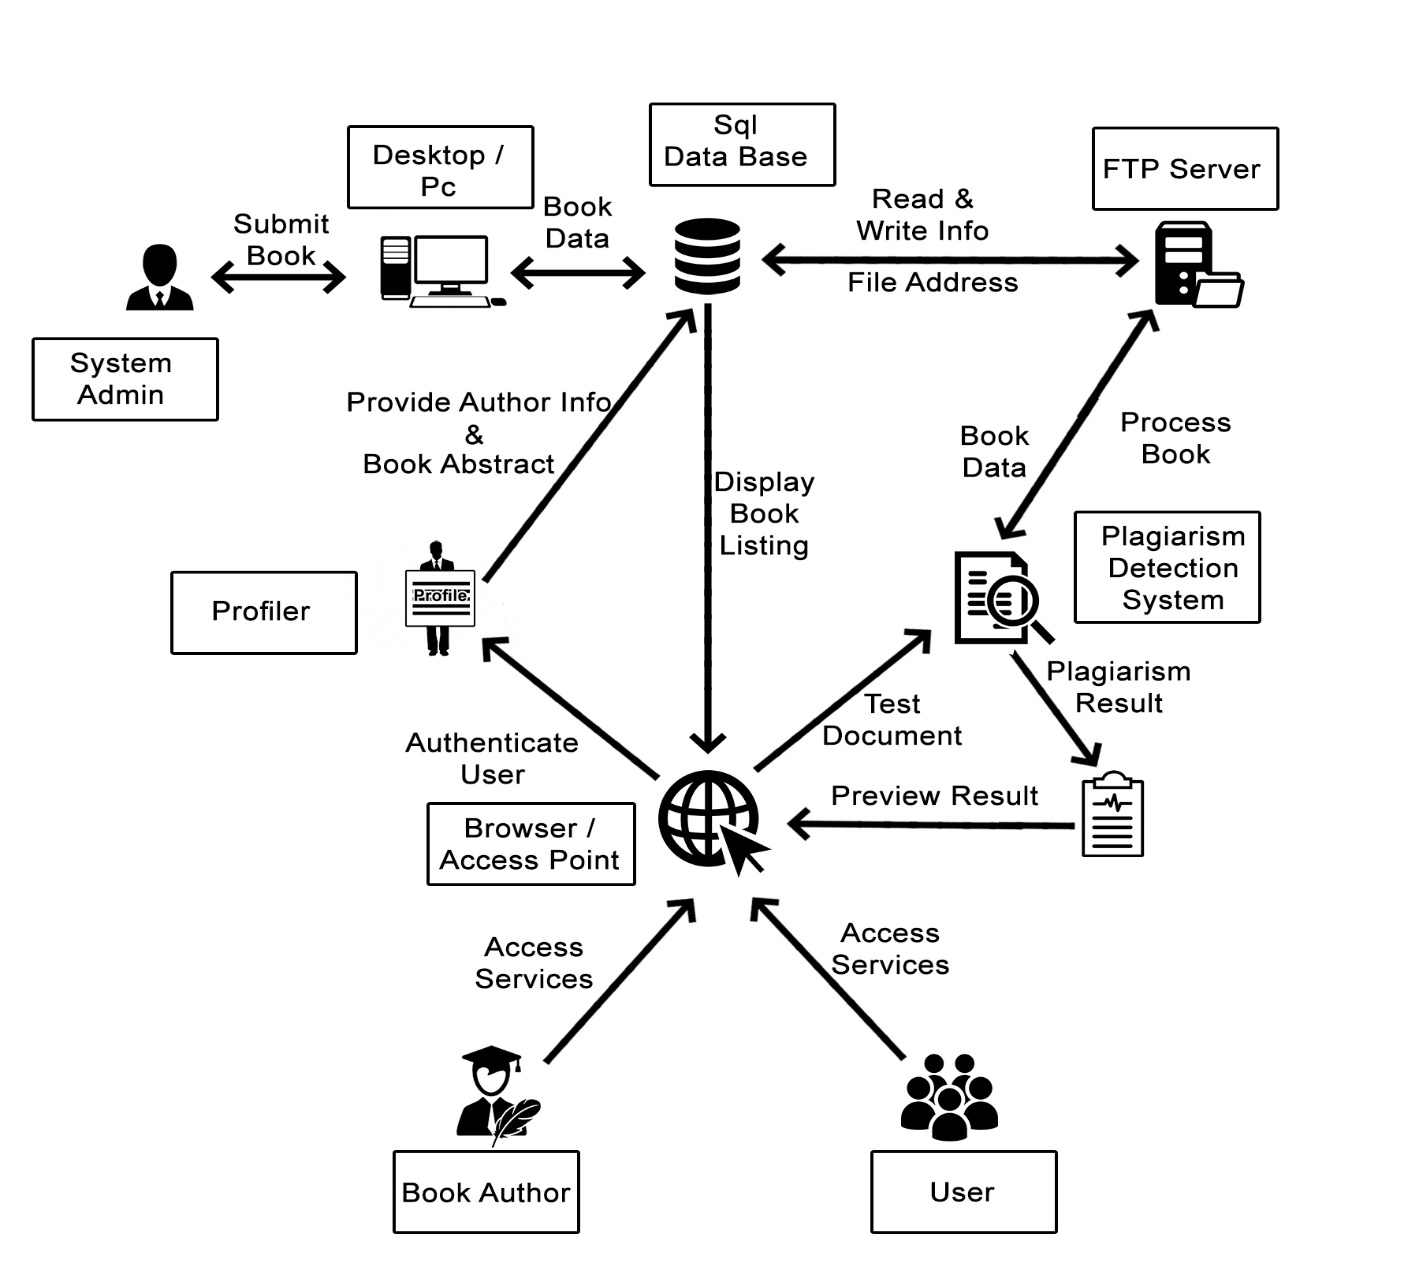 Sql
Data Base
Desktop /
Pc
FTP Server
Submit
Book
Book
Data
Read &
Write Info
File Address
System
Admin
Provide Author Info
&
Book Abstract
Book
Data
Process
Book
Display
Book
Listing
Plagiarism
Detection
System
Profiler
Profile
Plagiarism
Result
Test
Document
Authenticate
User
Preview Result
Browser /
Access Point
Access
Services
Access
Services
Book Author
User